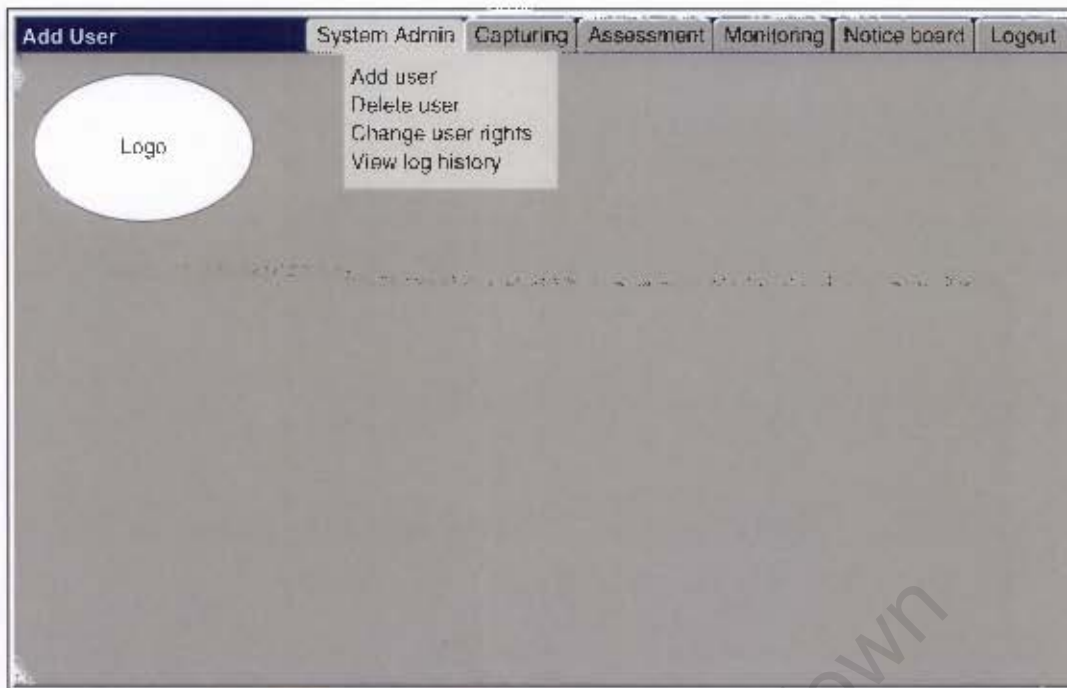 Add User System Admin Capturing Assessment Monitoring Notice board Logout
Add user
Delete user
Change user rights
View log history
Logo
own